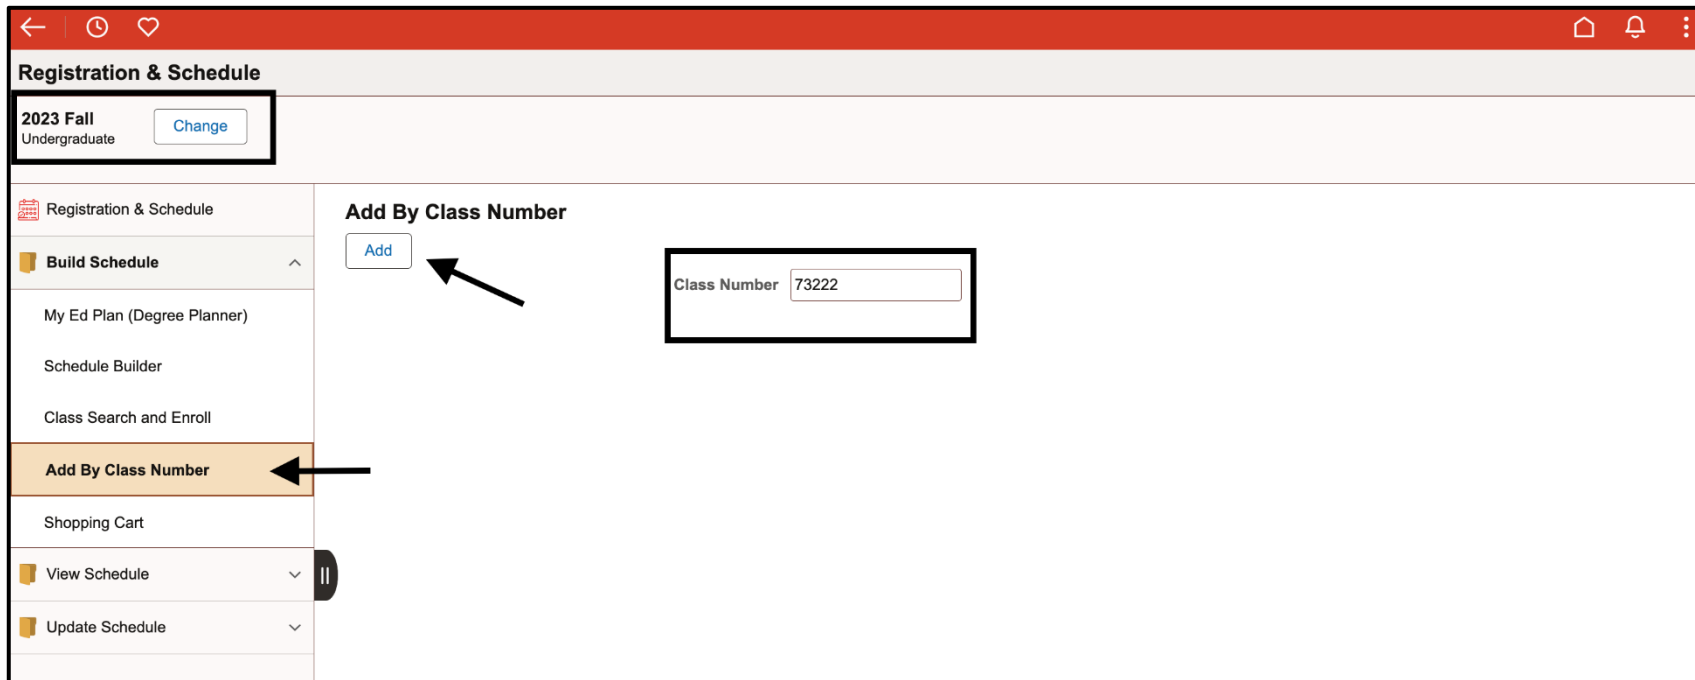 Registration & Schedule
2023 Fall
Undergraduate
Change
Registration & Schedule
Build Schedule
My Ed Plan (Degree Planner)
Schedule Builder
Class Search and Enroll
Add By Class Number
Shopping Cart
View Schedule
Update Schedule
Add By Class Number
Add
Class Number 73222